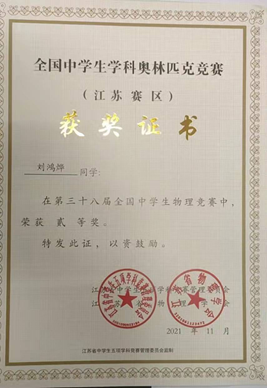 全国中学生学科奥林匹克竞赛
（江苏赛区）
获奖证书
刘鸿烨 同学：
在第三十八届全国中学生物理竞赛中，
荣获 贰 等奖。
特发此证，以资鼓励。
2021 年 11 月
江苏省中学生五项学科竞赛管理委员会监制